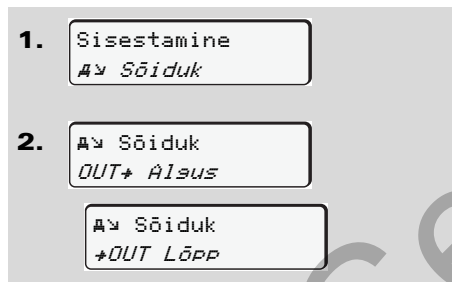 1.
Sisestamine
Sõiduk
2.
Sõiduk
OUT→ Algus
Sõiduk
→OUT Lõpp